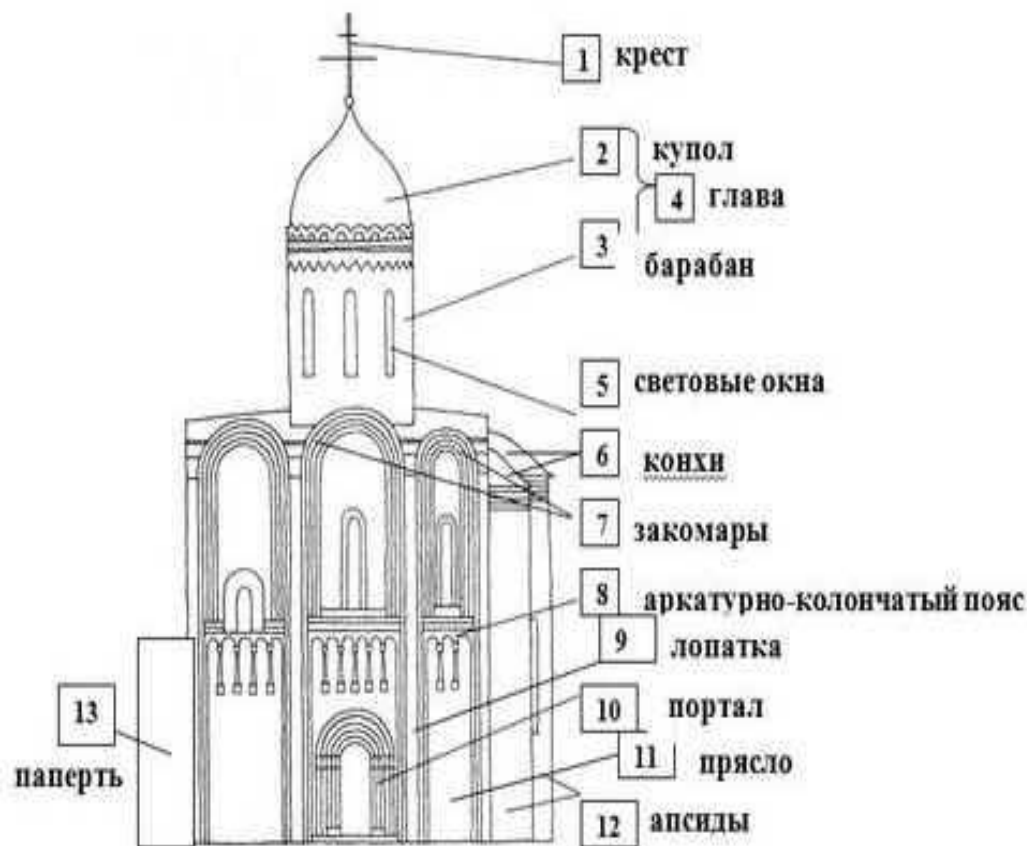 1 крест
2 купол
4 глава
3 барабан
5 световые окна
6 конхи
7 закомары
8 аркатурно-колончатый пояс
9 лопатка
10 портал
11 прясло
12 апсиды
13
паперть